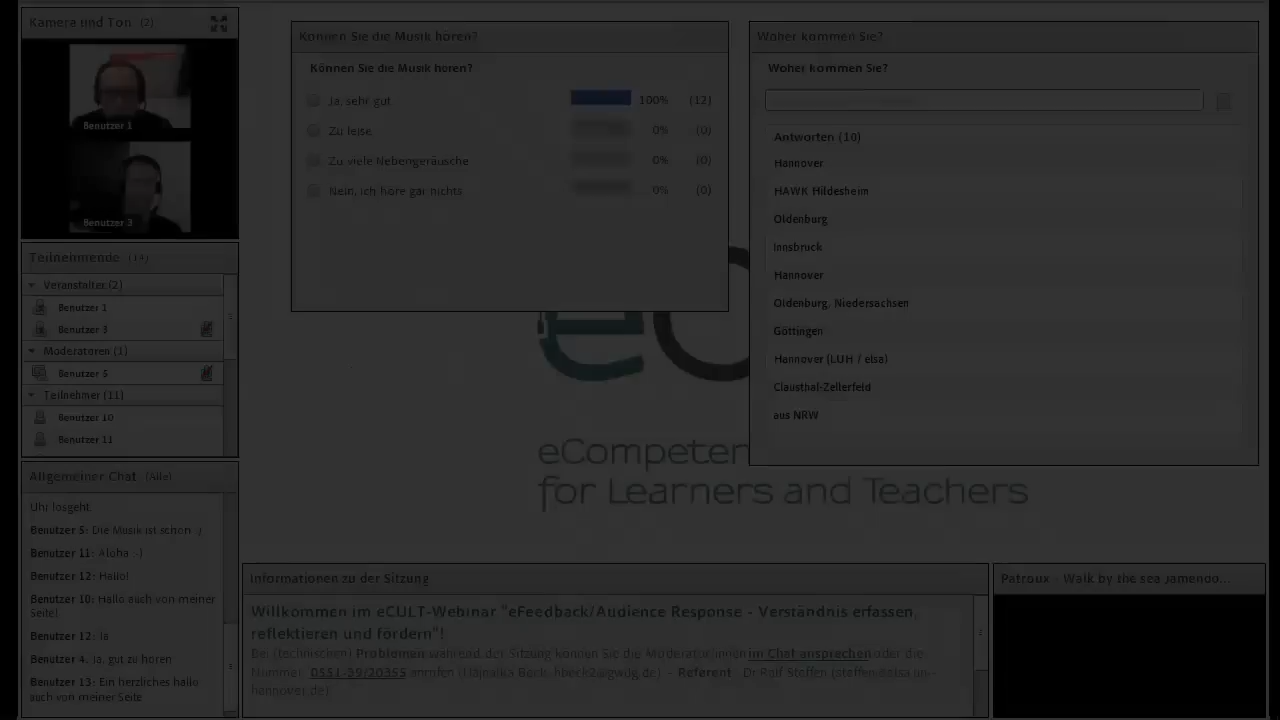 Kamera und Ton (2)
Benutzer 1
Benutzer 3
Teilnehmende (14)
Veranstalter (2)
Benutzer 1
Benutzer 3
Moderatoren (1)
Benutzer 5
Teilnehmer (11)
Benutzer 10
Benutzer 11
Allgemeiner Chat (Alle)
Uhr losgeht.
Benutzer 5: Die Musik ist schön :)
Benutzer 11: Aloha :-)
Benutzer 12: Hallo!
Benutzer 10: Hallo auch von meiner
Seite!
Benutzer 12: Ja
Benutzer 4: Ja, gut zu hören
Benutzer 13: Ein herzliches hallo
auch von meiner Seite
Können Sie die Musik hören?
Können Sie die Musik hören?
Ja, sehr gut 100% (12)
Zu leise 0% (0)
Zu viele Nebengeräusche 0% (0)
Nein, ich höre gar nichts 0% (0)
Woher kommen Sie?
Woher kommen Sie?
Antworten (10)
Hannover
HAWK Hildesheim
Oldenburg
Innsbruck
Hannover
Oldenburg, Niedersachsen
Göttingen
Hannover (LUH / elsa)
Clausthal-Zellerfeld
aus NRW
eCompeten
for Learners and Teachers
Informationen zu der Sitzung
Willkommen im eCULT-Webinar "eFeedback/Audience Response - Verständnis erfassen,
reflektieren und fördern"!
Bei (technischen) Problemen während der Sitzung können Sie die Moderator:innen im Chat ansprechen oder die
Nummer 0551-39/20355 anrufen
hannover.de)
Patroux - Walk by the sea Jamendo...